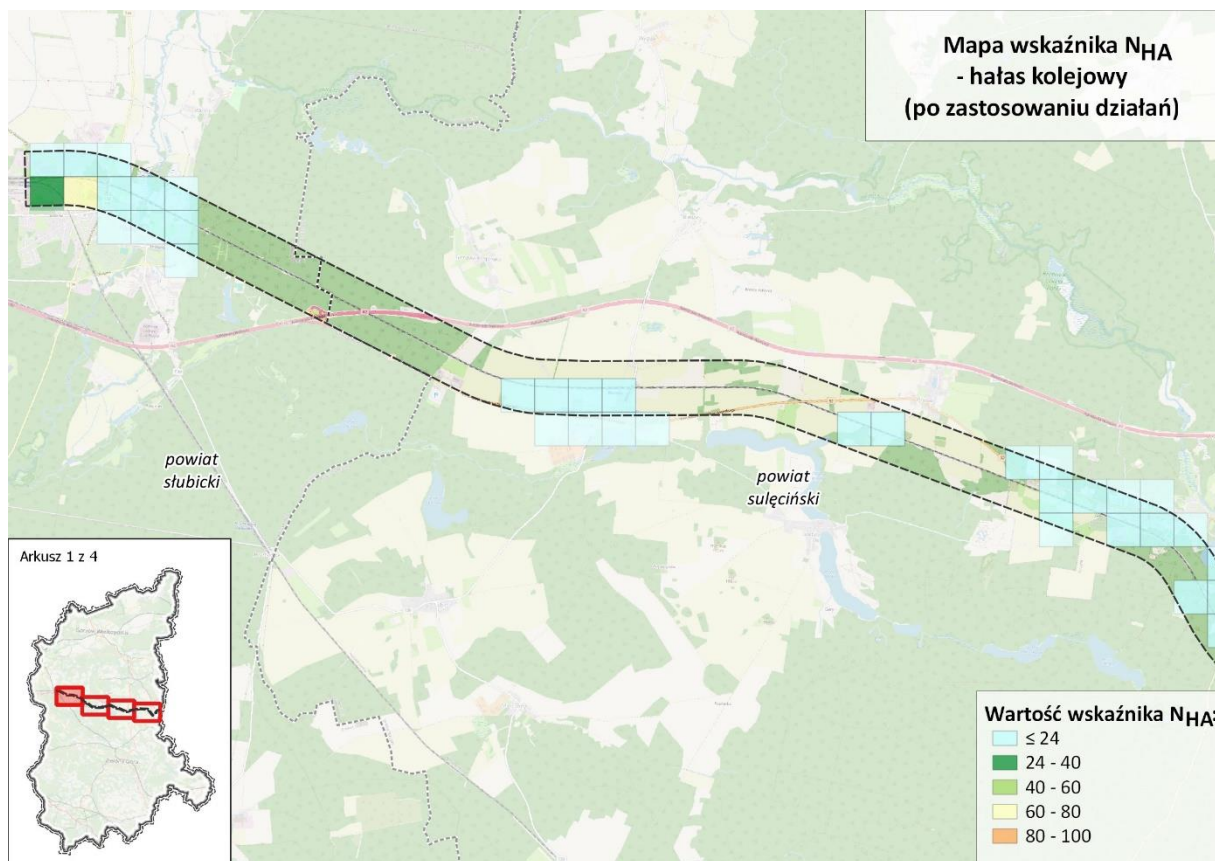 Mapa wskaźnika NHA
- hałas kolejowy
(po zastosowaniu działań)
powiat
słubicki
powiat
sulęciński
Arkusz 1 z 4
Wartość wskaźnika NHA:
≤ 24
24 - 40
40 - 60
60 - 80
80 - 100